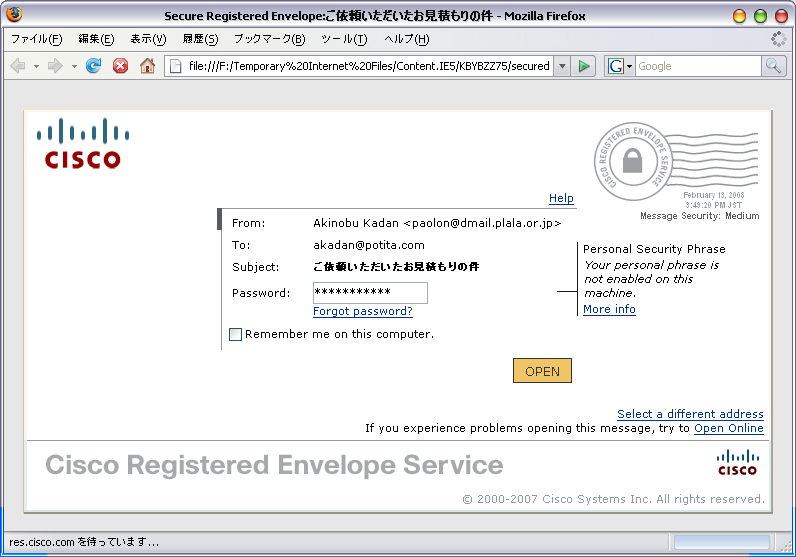 Secure Registered Envelope:ご依頼いただいたお見積もりの件 - Mozilla Firefox
ファイル(F) 編集(E) 表示(V) 履歴(S) ブックマーク(B) ツール(T) ヘルプ(H)
file:///F:/Temporary%20Internet%20Files/Content.IE5/KBYBZZ75/secured
G Google
CISCO
CISCO REGISTERED ENVELOPE SERVICE
February 13, 2008
3:49:20 PM JST
Message Security: Medium
Help
From: Akinobu Kadan <paolon@dmail.plala.or.jp>
To: akadan@potita.com
Subject: ご依頼いただいたお見積もりの件
Password: ***********
Forgot password?
Remember me on this computer.
Personal Security Phrase
Your personal phrase is
not enabled on this
machine.
More info
OPEN
Select a different address
If you experience problems opening this message, try to Open Online
Cisco Registered Envelope Service
CISCO
© 2000-2007 Cisco Systems Inc. All rights reserved.
res.cisco.com を待っています...